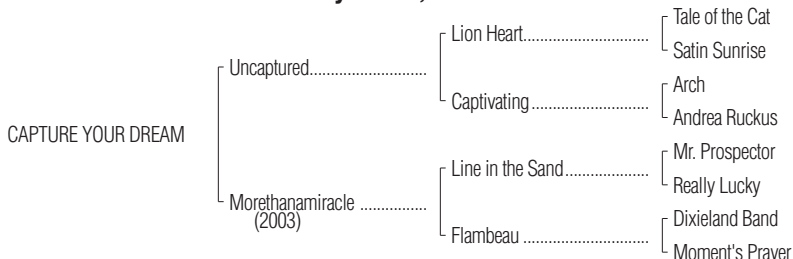 Tale of the Cat
Lion Heart..............................
Satin Sunrise
Uncaptured...........................
Arch
Captivating............................
Andrea Ruckus
CAPTURE YOUR DREAM
Mr. Prospector
Line in the Sand....................
Really Lucky
Morethanamiracle ................
(2003)
Dixieland Band
Flambeau ..............................
Moment's Prayer